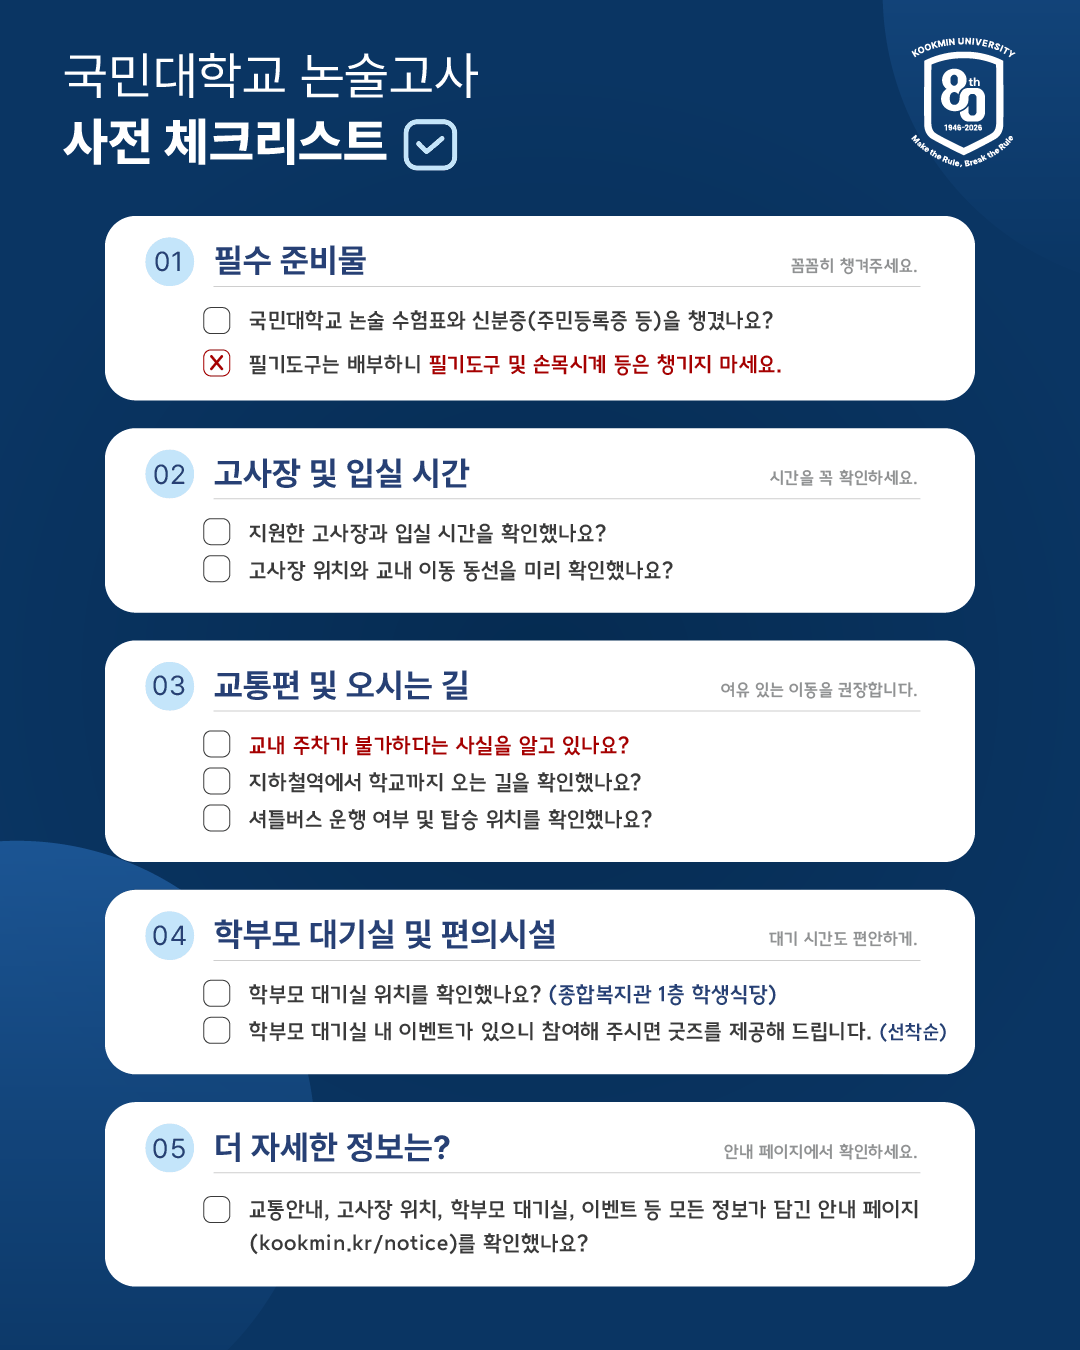 국민대학교 논술고사
사전 체크리스트
KOOKMIN UNIVERSITY
80th
1946-2026
Make the Rule, Break the Rule
01 필수 준비물
꼼꼼히 챙겨주세요.
국민대학교 논술 수험표와 신분증(주민등록증 등)을 챙겼나요?
X 필기도구는 배부하니 필기도구 및 손목시계 등은 챙기지 마세요.
02 고사장 및 입실 시간
시간을 꼭 확인하세요.
지원한 고사장과 입실 시간을 확인했나요?
고사장 위치와 교내 이동 동선을 미리 확인했나요?
03 교통편 및 오시는 길
여유 있는 이동을 권장합니다.
교내 주차가 불가하다는 사실을 알고 있나요?
지하철역에서 학교까지 오는 길을 확인했나요?
셔틀버스 운행 여부 및 탑승 위치를 확인했나요?
04 학부모 대기실 및 편의시설
대기 시간도 편안하게.
학부모 대기실 위치를 확인했나요? (종합복지관 1층 학생식당)
학부모 대기실 내 이벤트가 있으니 참여해 주시면 굿즈를 제공해 드립니다. (선착순)
05 더 자세한 정보는?
안내 페이지에서 확인하세요.
교통안내, 고사장 위치, 학부모 대기실, 이벤트 등 모든 정보가 담긴 안내 페이지
(kookmin.kr/notice)를 확인했나요?